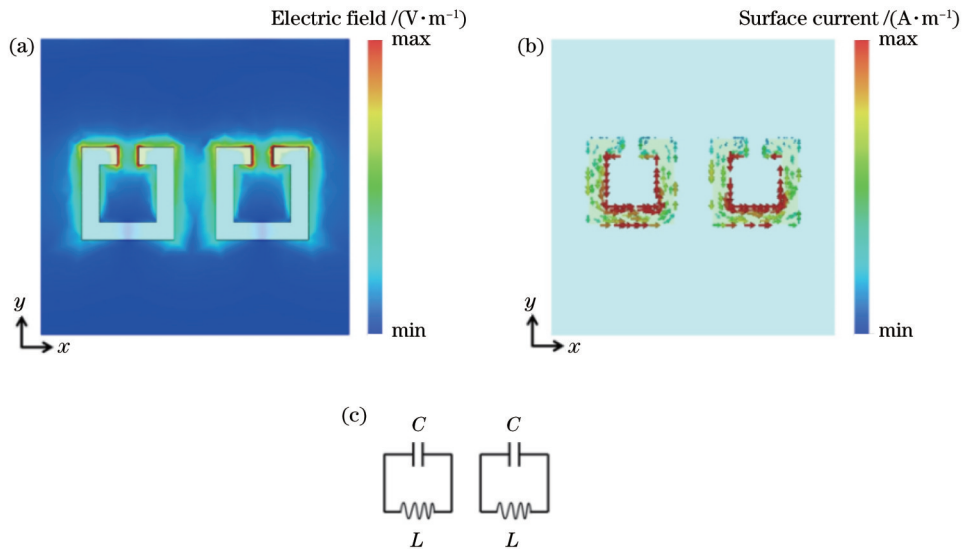 Electric field /(V·m⁻¹)
(a)
max
min
y
x
Surface current /(A·m⁻¹)
(b)
max
min
y
x
(c)
C
C
L
L